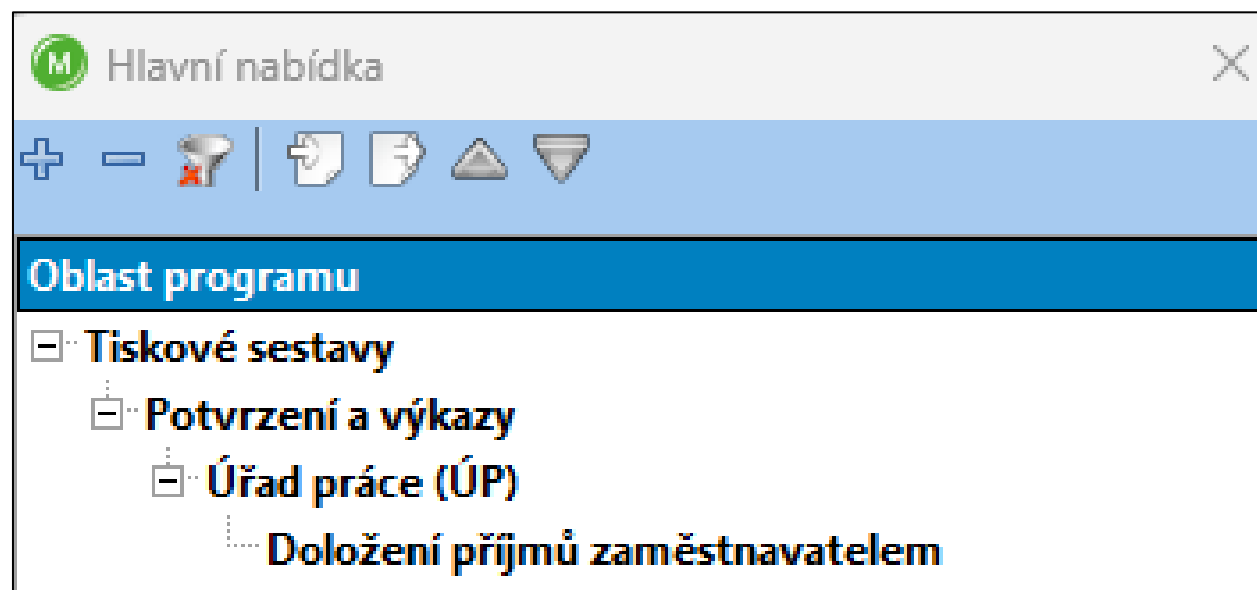 M Hlavní nabídka
Oblast programu
Tiskové sestavy
Potvrzení a výkazy
Úřad práce (ÚP)
Doložení příjmů zaměstnavatelem